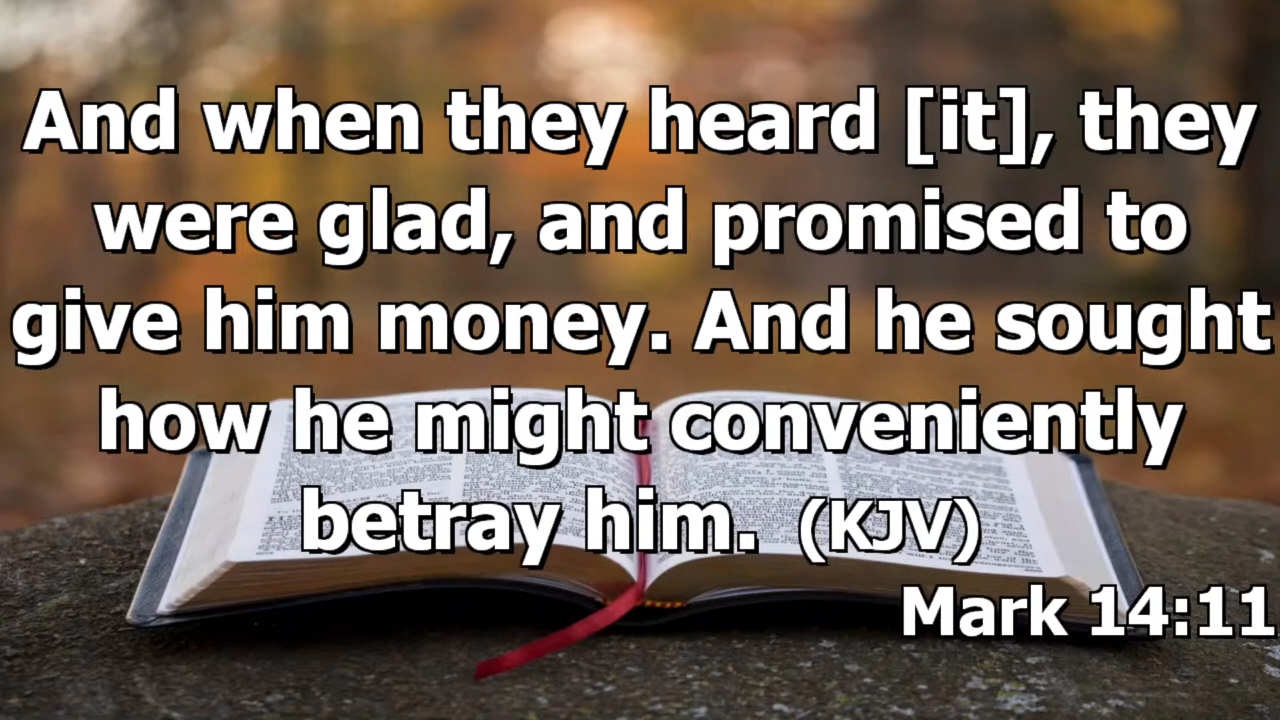 And when they heard [it], they
were glad, and promised to
give him money. And he sought
how he might conveniently
betray him. (KJV)
Mark 14:11